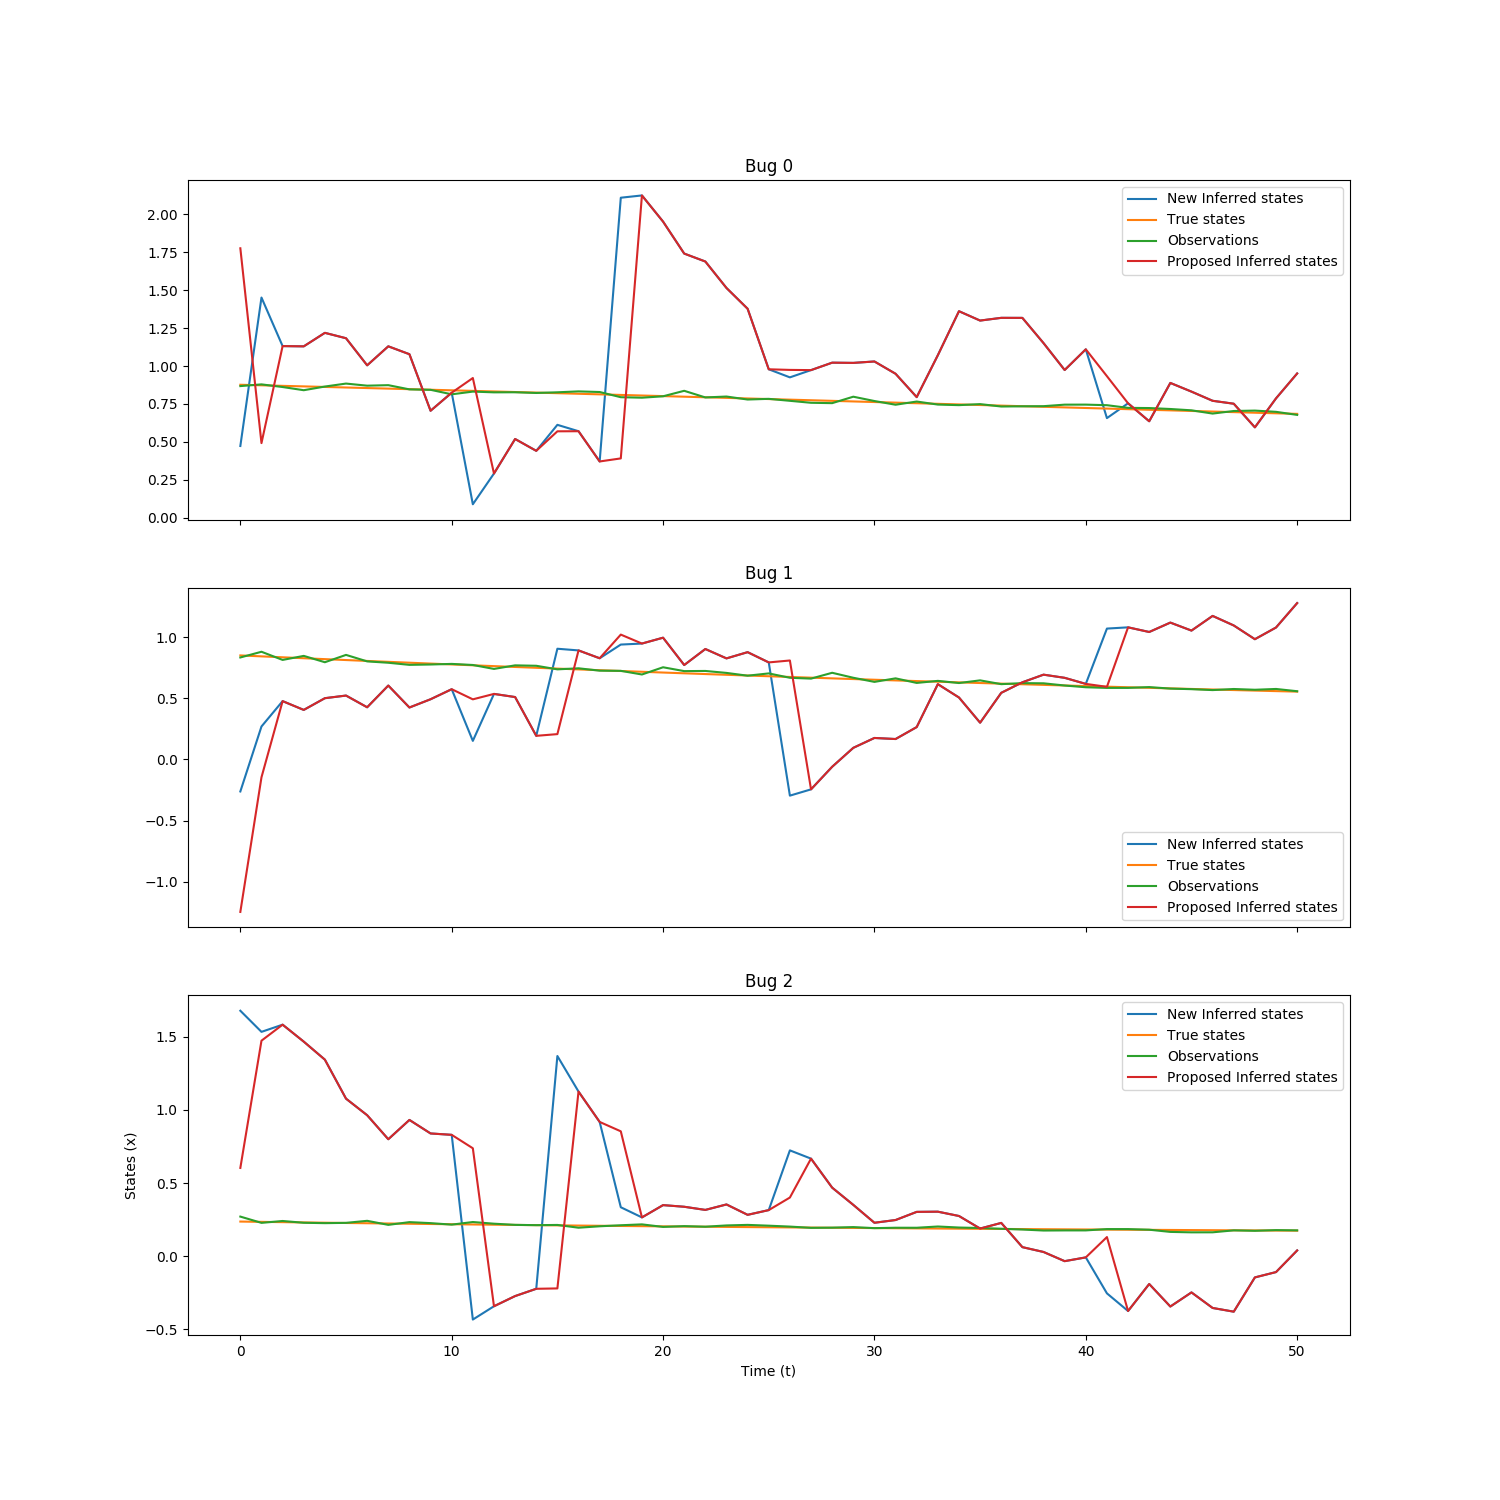 Bug 0
2.00
1.75
1.50
1.25
1.00
0.75
0.50
0.25
0.00
New Inferred states
True states
Observations
Proposed Inferred states
Bug 1
1.0
0.5
0.0
−0.5
−1.0
New Inferred states
True states
Observations
Proposed Inferred states
Bug 2
States (x)
1.5
1.0
0.5
0.0
−0.5
New Inferred states
True states
Observations
Proposed Inferred states
0 10 20 30 40 50
Time (t)